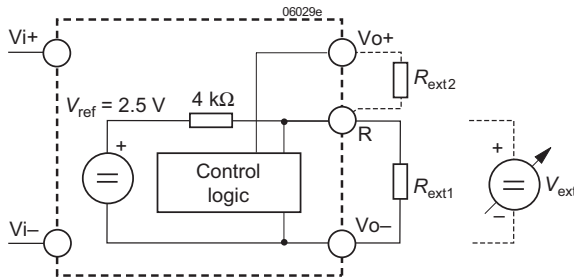 06029e
Vi+
Vo+
Rext2
Vref = 2.5 V
4 kΩ
R
+
+
Control
logic
Rext1
Vext
–
Vi–
Vo–